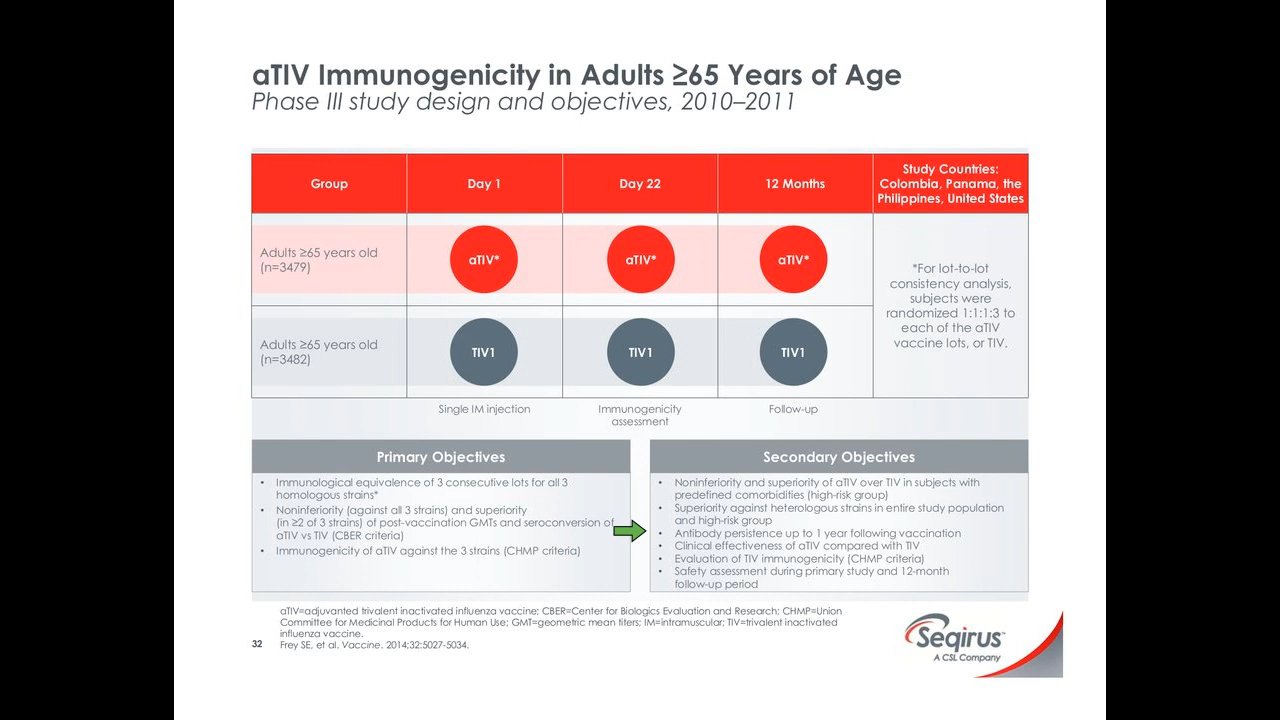 aTIV Immunogenicity in Adults ≥65 Years of Age
Phase III study design and objectives, 2010–2011
Group
Day 1
Day 22
12 Months
Study Countries:
Colombia, Panama, the
Philippines, United States
Adults ≥65 years old
(n=3479)
aTIV*
aTIV*
aTIV*
*For lot-to-lot
consistency analysis,
subjects were
randomized 1:1:1:3 to
each of the aTIV
vaccine lots, or TIV.
Adults ≥65 years old
(n=3482)
TIV1
TIV1
TIV1
Single IM injection
Immunogenicity
assessment
Follow-up
Primary Objectives
• Immunological equivalence of 3 consecutive lots for all 3
homologous strains*
• Noninferiority (against all 3 strains) and superiority
(in ≥2 of 3 strains) of post-vaccination GMTs and seroconversion of
aTIV vs TIV (CBER criteria)
• Immunogenicity of aTIV against the 3 strains (CHMP criteria)
Secondary Objectives
• Noninferiority and superiority of aTIV over TIV in subjects with
predefined comorbidities (high-risk group)
• Superiority against heterologous strains in entire study population
and high-risk group
• Antibody persistence up to 1 year following vaccination
• Clinical effectiveness of aTIV compared with TIV
• Evaluation of TIV immunogenicity (CHMP criteria)
• Safety assessment during primary study and 12-month
follow-up period
aTIV=adjuvanted trivalent inactivated influenza vaccine; CBER=Center for Biologics Evaluation and Research; CHMP=Union
Committee for Medicinal Products for Human Use; GMT=geometric mean titers; IM=intramuscular; TIV=trivalent inactivated
influenza vaccine.
32 Frey SE, et al. Vaccine. 2014;32:5027-5034.
Seqirus™
A CSL Company